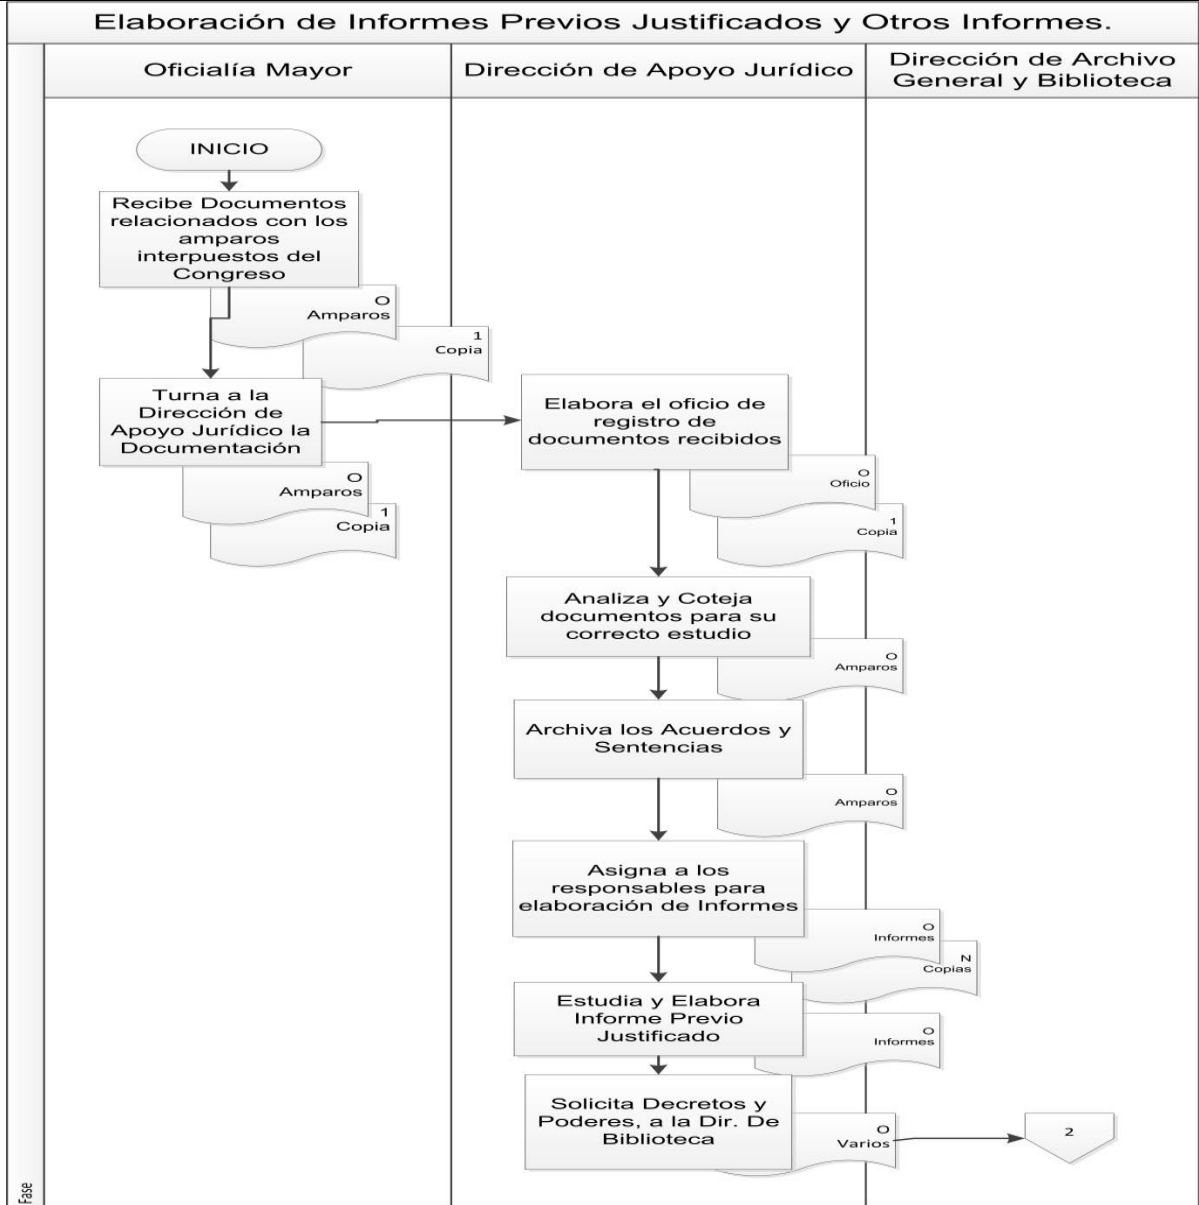 Elaboración de Informes Previos Justificados y Otros Informes.
Oficialía Mayor
Dirección de Apoyo Jurídico
Dirección de Archivo
General y Biblioteca
INICIO
Recibe Documentos
relacionados con los
amparos
interpuestos del
Congreso
O
Amparos
1
Copia
Turna a la
Dirección de
Apoyo Jurídico la
Documentación
O
Amparos
1
Copia
Elabora el oficio de
registro de
documentos recibidos
O
Oficio
1
Copia
Analiza y Coteja
documentos para su
correcto estudio
O
Amparos
Archiva los Acuerdos y
Sentencias
O
Amparos
Asigna a los
responsables para
elaboración de Informes
O
Informes
N
Copias
Estudia y Elabora
Informe Previo
Justificado
O
Informes
Solicita Decretos y
Poderes, a la Dir. De
Biblioteca
O
Varios
2
Fase